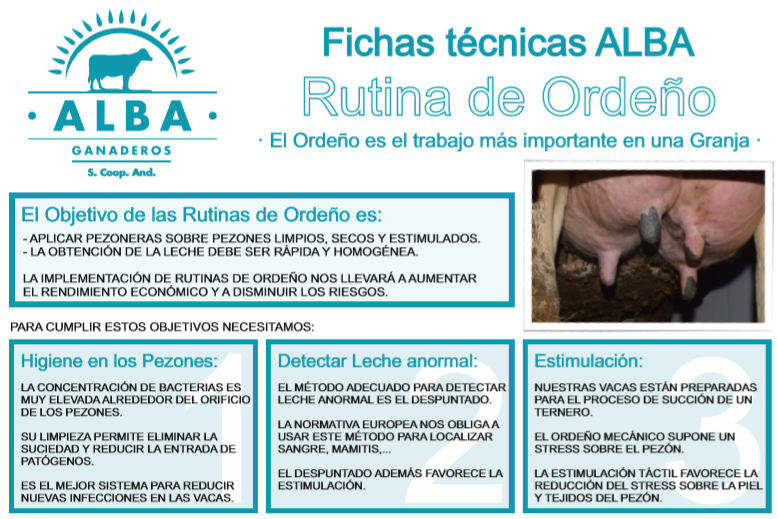 ALBA
GANADEROS
S. Coop. And.
Fichas técnicas ALBA
Rutina de Ordeño
· El Ordeño es el trabajo más importante en una Granja ·
El Objetivo de las Rutinas de Ordeño es:
- APLICAR PEZONERAS SOBRE PEZONES LIMPIOS, SECOS Y ESTIMULADOS.
- LA OBTENCIÓN DE LA LECHE DEBE SER RÁPIDA Y HOMOGÉNEA.
LA IMPLEMENTACIÓN DE RUTINAS DE ORDEÑO NOS LLEVARÁ A AUMENTAR
EL RENDIMIENTO ECONÓMICO Y A DISMINUIR LOS RIESGOS.
PARA CUMPLIR ESTOS OBJETIVOS NECESITAMOS:
1
Higiene en los Pezones:
LA CONCENTRACIÓN DE BACTERIAS ES
MUY ELEVADA ALREDEDOR DEL ORIFICIO
DE LOS PEZONES.
SU LIMPIEZA PERMITE ELIMINAR LA
SUCIEDAD Y REDUCIR LA ENTRADA DE
PATÓGENOS.
ES EL MEJOR SISTEMA PARA REDUCIR
NUEVAS INFECCIONES EN LAS VACAS.
2
Detectar Leche anormal:
EL MÉTODO ADECUADO PARA DETECTAR
LECHE ANORMAL ES EL DESPUNTADO.
LA NORMATIVA EUROPEA NOS OBLIGA A
USAR ESTE MÉTODO PARA LOCALIZAR
SANGRE, MAMITIS,...
EL DESPUNTADO ADEMÁS FAVORECE LA
ESTIMULACIÓN.
3
Estimulación:
NUESTRAS VACAS ESTÁN PREPARADAS
PARA EL PROCESO DE SUCCIÓN DE UN
TERNERO.
EL ORDEÑO MECÁNICO SUPONE UN
STRESS SOBRE EL PEZÓN.
LA ESTIMULACIÓN TÁCTIL FAVORECE LA
REDUCCIÓN DEL STRESS SOBRE LA PIEL
Y TEJIDOS DEL PEZÓN.